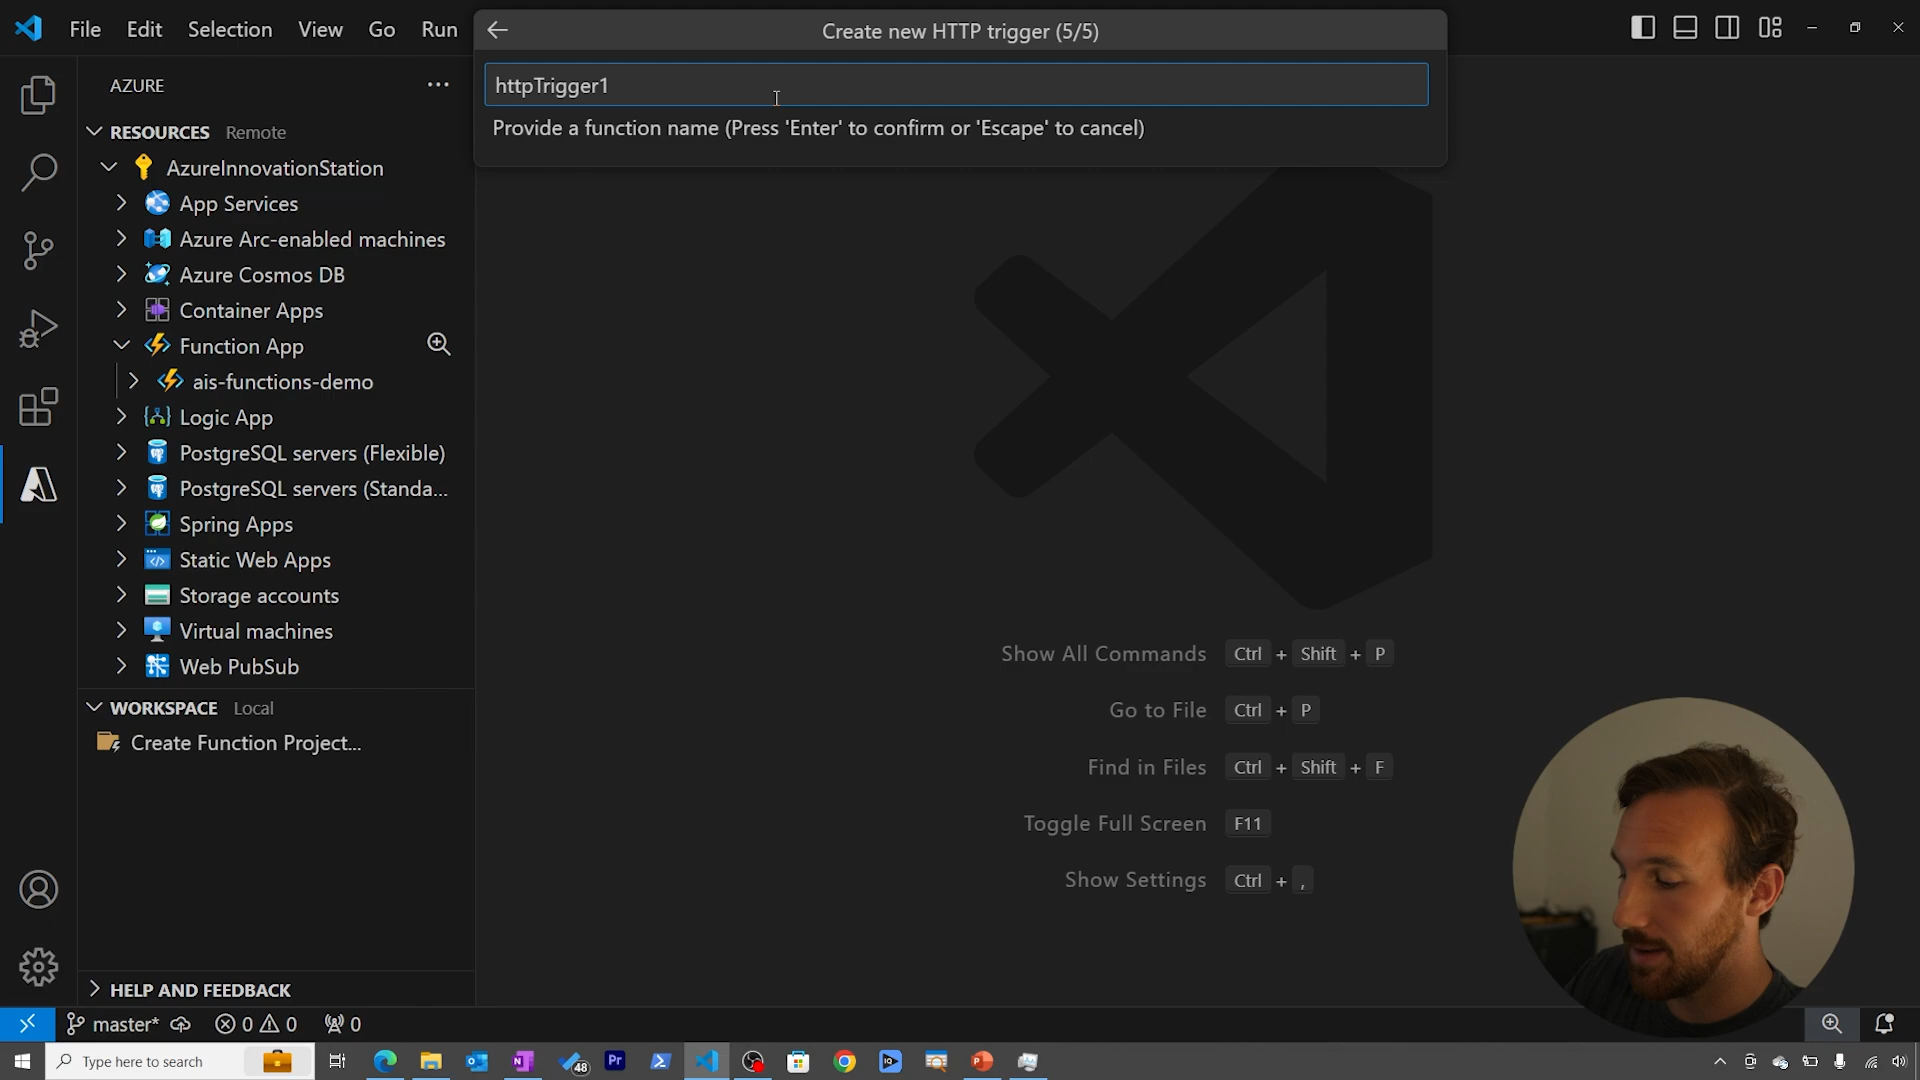 File Edit Selection View Go Run
Create new HTTP trigger (5/5)
httpTrigger1
Provide a function name (Press 'Enter' to confirm or 'Escape' to cancel)
AZURE
RESOURCES Remote
AzureInnovationStation
App Services
Azure Arc-enabled machines
Azure Cosmos DB
Container Apps
Function App
ais-functions-demo
Logic App
PostgreSQL servers (Flexible)
PostgreSQL servers (Standa...
Spring Apps
Static Web Apps
Storage accounts
Virtual machines
Web PubSub
WORKSPACE Local
Create Function Project...
HELP AND FEEDBACK
Show All Commands Ctrl + Shift + P
Go to File Ctrl + P
Find in Files Ctrl + Shift + F
Toggle Full Screen F11
Show Settings Ctrl + ,
master* 0 0 0
Type here to search
48
Pr